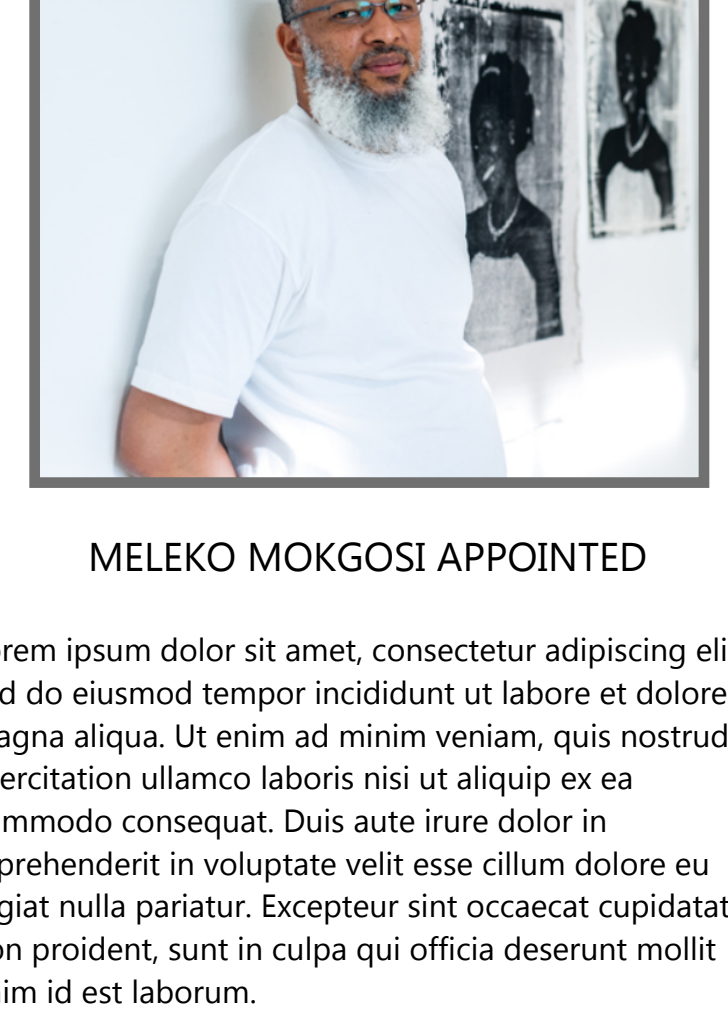 MELEKO MOKGOSI APPOINTED
orem ipsum dolor sit amet, consectetur adipiscing eli
d do eiusmod tempor incididunt ut labore et dolore
agna aliqua. Ut enim ad minim veniam, quis nostrud
ercitation ullamco laboris nisi ut aliquip ex ea
mmodo consequat. Duis aute irure dolor in
prehenderit in voluptate velit esse cillum dolore eu
giat nulla pariatur. Excepteur sint occaecat cupidatat
on proident, sunt in culpa qui officia deserunt mollit
im id est laborum.